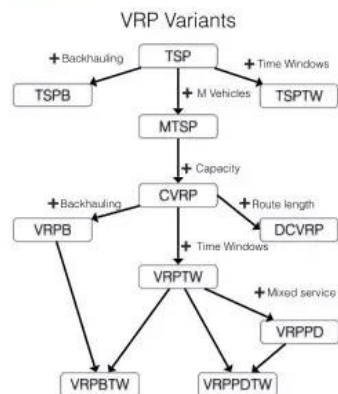 VRP Variants
TSP
+ Backhauling
+ Time Windows
TSPB
+ M Vehicles
TSPTW
MTSP
+ Capacity
CVRP
+ Backhauling
+ Route length
VRPB
DCVRP
+ Time Windows
VRPTW
+ Mixed service
VRPPD
VRPBTW
VRPPDTW